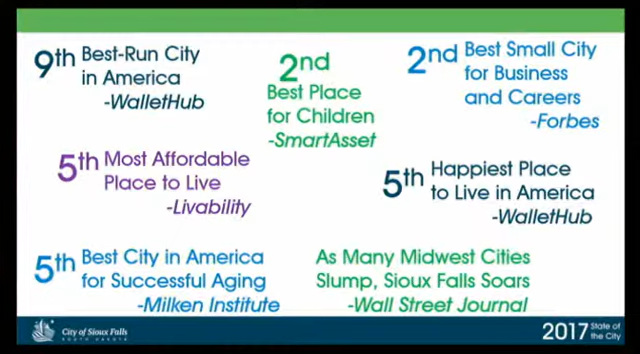 9th Best-Run City
in America
-WalletHub
2nd
Best Place
for Children
-SmartAsset
2nd Best Small City
for Business
and Careers
-Forbes
5th Most Affordable
Place to Live
-Livability
5th Happiest Place
to Live in America
-WalletHub
5th Best City in America
for Successful Aging
-Milken Institute
As Many Midwest Cities
Slump, Sioux Falls Soars
-Wall Street Journal
City of Sioux Falls
SOUTH DAKOTA
2017 State of
the City